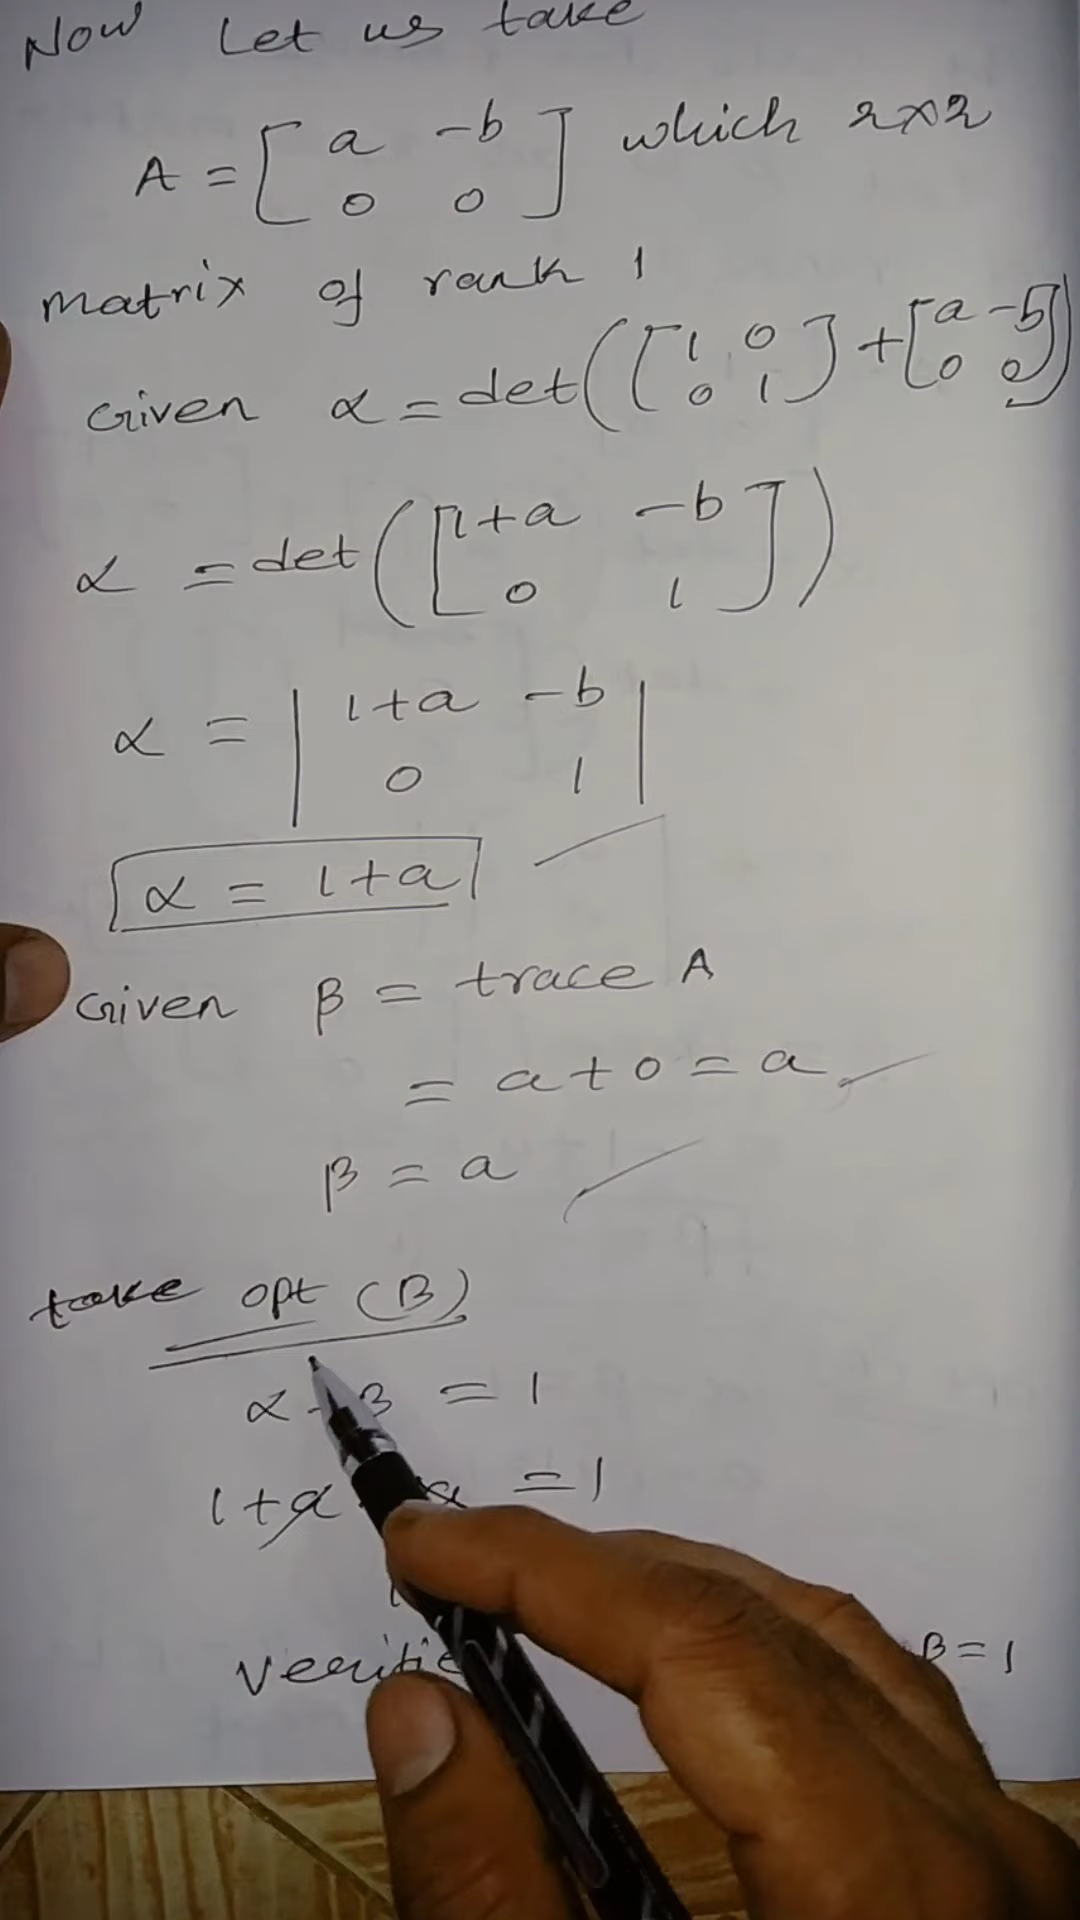 Now Let us take
A = [ a -b
0 0 ] which 2×2
matrix of rank 1
Given α = det([1 0
0 1] + [a -b
0 0])
α = det([1+a -b
0 1])
α = | 1+a -b
0 1 |
α = 1+a
Given β = trace A
= a + 0 = a
β = a
take opt (B)
α - β = 1
1+a - a = 1
β = 1